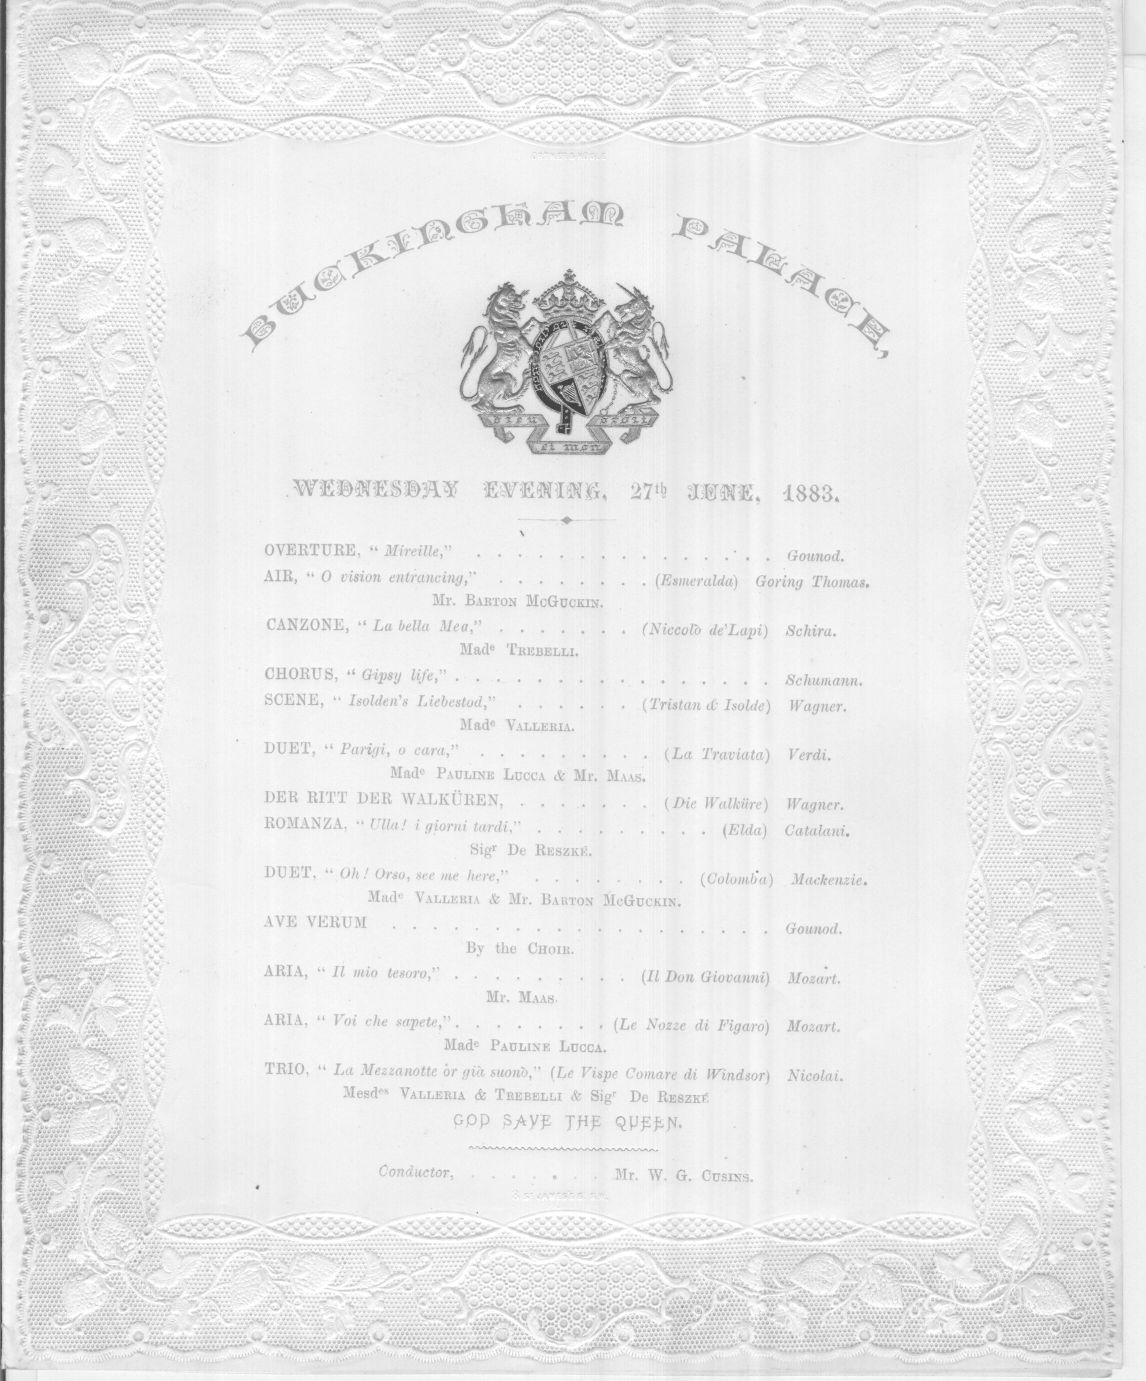 BUCKINGHAM PALACE,
DIEU ET MON DROIT
WEDNESDAY EVENING, 27th JUNE, 1883.
OVERTURE, "Mireille," . . . . . . . . . . . . . . . Gounod.
AIR, "O vision entrancing," . . . . . . . . (Esmeralda) Goring Thomas.
Mr. BARTON McGUCKIN.
CANZONE, "La bella Mea," . . . . . . . (Niccolò de'Lapi) Schira.
Made TREBELLI.
CHORUS, "Gipsy life," . . . . . . . . . . . . . . . . Schumann.
SCENE, "Isolden's Liebestod," . . . . . . (Tristan & Isolde) Wagner.
Made VALLERIA.
DUET, "Parigi, o cara," . . . . . . . . . (La Traviata) Verdi.
Made PAULINE LUCCA & Mr. MAAS.
DER RITT DER WALKÜREN, . . . . . . . (Die Walküre) Wagner.
ROMANZA, "Ulla! i giorni tardi," . . . . . . . . . (Elda) Catalani.
Sigr DE RESZKÉ.
DUET, "Oh! Orso, see me here," . . . . . . . . (Colomba) Mackenzie.
Made VALLERIA & Mr. BARTON McGUCKIN.
AVE VERUM . . . . . . . . . . . . . . . . . . . Gounod.
By the CHOIR.
ARIA, "Il mio tesoro," . . . . . . . . . (Il Don Giovanni) Mozart.
Mr. MAAS.
ARIA, "Voi che sapete," . . . . . . . . (Le Nozze di Figaro) Mozart.
Made PAULINE LUCCA.
TRIO, "La Mezzanotte òr già suonò," (Le Vispe Comare di Windsor) Nicolai.
Mesdes VALLERIA & TREBELLI & Sigr DE RESZKÉ
GOD SAVE THE QUEEN.
Conductor, . . . . . . . Mr. W. G. CUSINS.